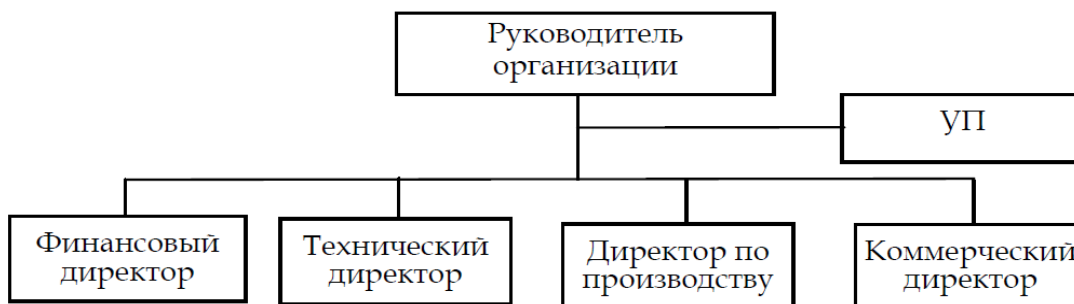 Руководитель
организации
УП
Финансовый
директор
Технический
директор
Директор по
производству
Коммерческий
директор